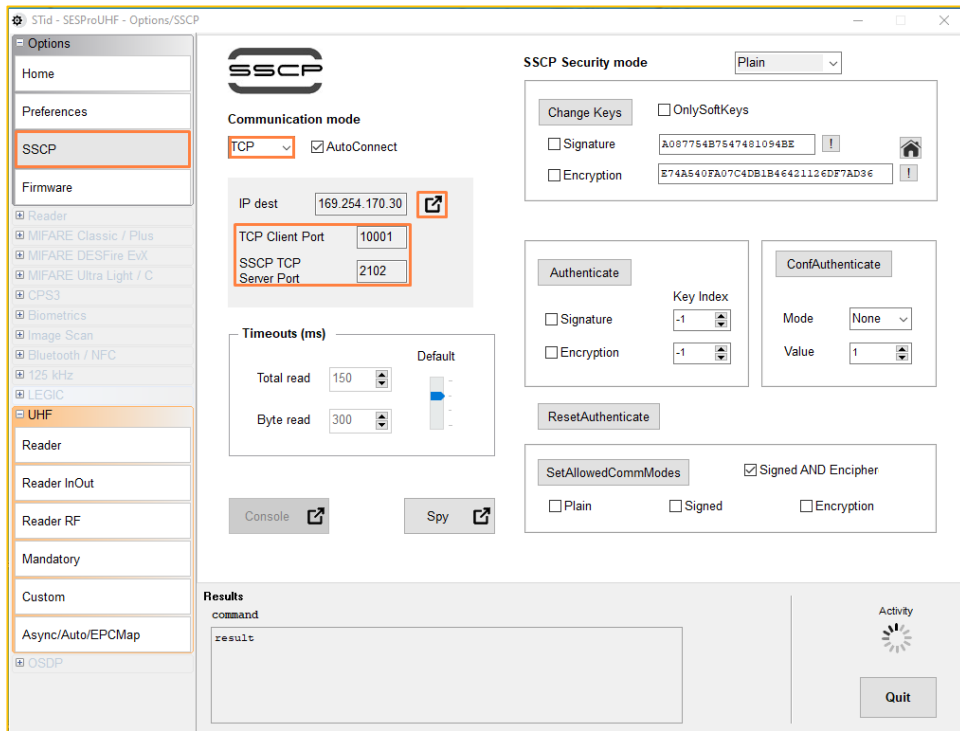 STid - SESProUHF - Options/SSCP
Options
Home
Preferences
SSCP
Firmware
Reader
MIFARE Classic / Plus
MIFARE DESFire EvX
MIFARE Ultra Light / C
CPS3
Biometrics
Image Scan
Bluetooth / NFC
125 kHz
LEGIC
UHF
Reader
Reader InOut
Reader RF
Mandatory
Custom
Async/Auto/EPCMap
OSDP
SSCP
Communication mode
TCP
AutoConnect
IP dest 169.254.170.30
TCP Client Port 10001
SSCP TCP
Server Port 2102
Timeouts (ms)
Default
Total read 150
Byte read 300
Console
Spy
SSCP Security mode Plain
Change Keys OnlySoftKeys
Signature A087754B7547481094BE !
Encryption E74A540FA07C4DB1B46421126DF7AD36 !
Authenticate
Key Index
Signature -1
Encryption -1
ConfAuthenticate
Mode None
Value 1
ResetAuthenticate
SetAllowedCommModes Signed AND Encipher
Plain Signed Encryption
Results
command
result
Activity
Quit